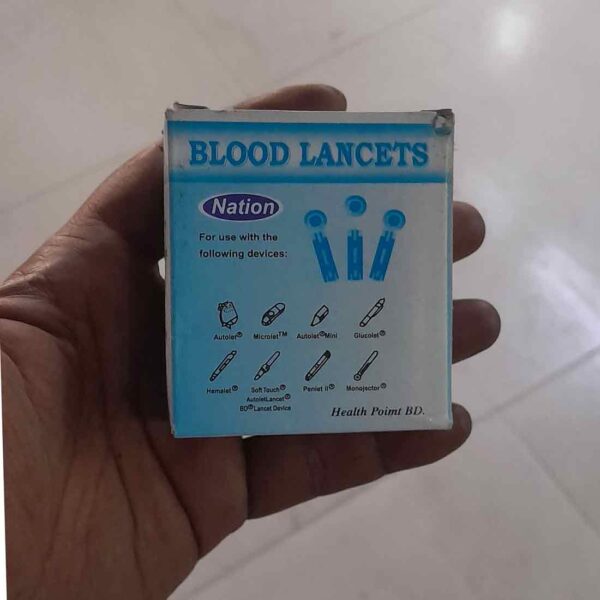 BLOOD LANCETS
Nation
For use with the
following devices:
Autolet® Microlet™ Autolet®Mini Glucolet®
Hemalet® Soft Touch® Penlet II® Monojector®
AutoletLancet®
BD® Lancet Device
Health Poimt BD.